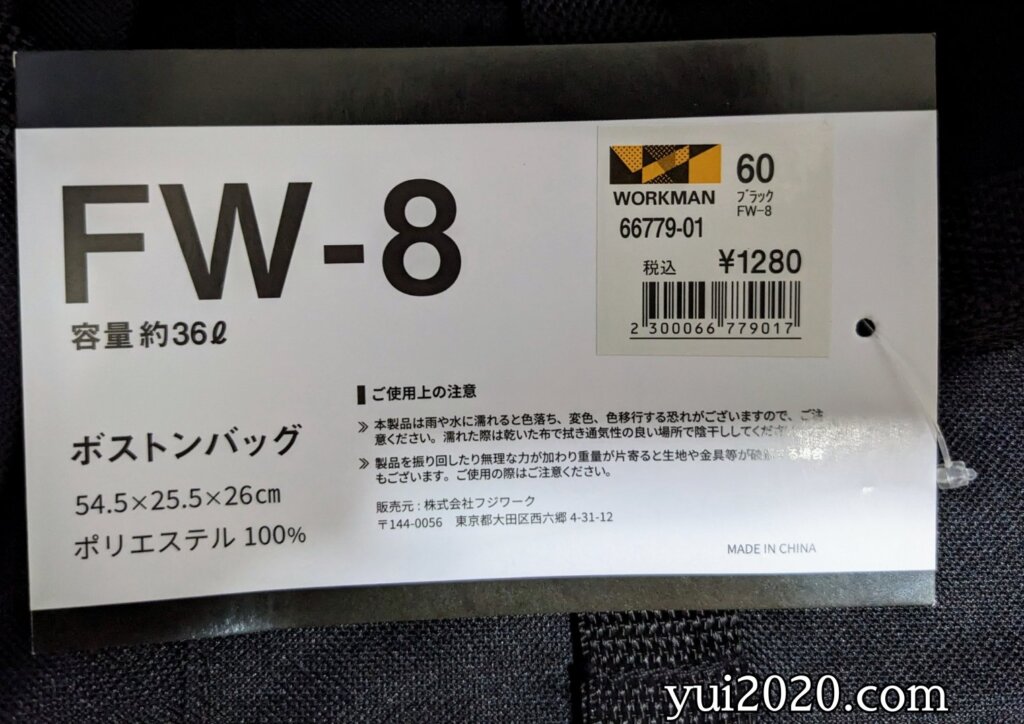 FW-8
容量 約36ℓ
ボストンバッグ
54.5×25.5×26㎝
ポリエステル 100%
WORKMAN
60
ブラック
FW-8
66779-01
税込 ¥1280
2 300066 779017
ご使用上の注意
本製品は雨や水に濡れると色落ち、変色、色移行する恐れがございますので、ご注
意ください。濡れた際は乾いた布で拭き通気性の良い場所で陰干ししてくださ
製品を振り回したり無理な力が加わり重量が片寄ると生地や金具等が破損する場合
もございます。ご使用の際はご注意ください。
販売元 : 株式会社フジワーク
〒144-0056 東京都大田区西六郷 4-31-12
MADE IN CHINA
yui2020.com